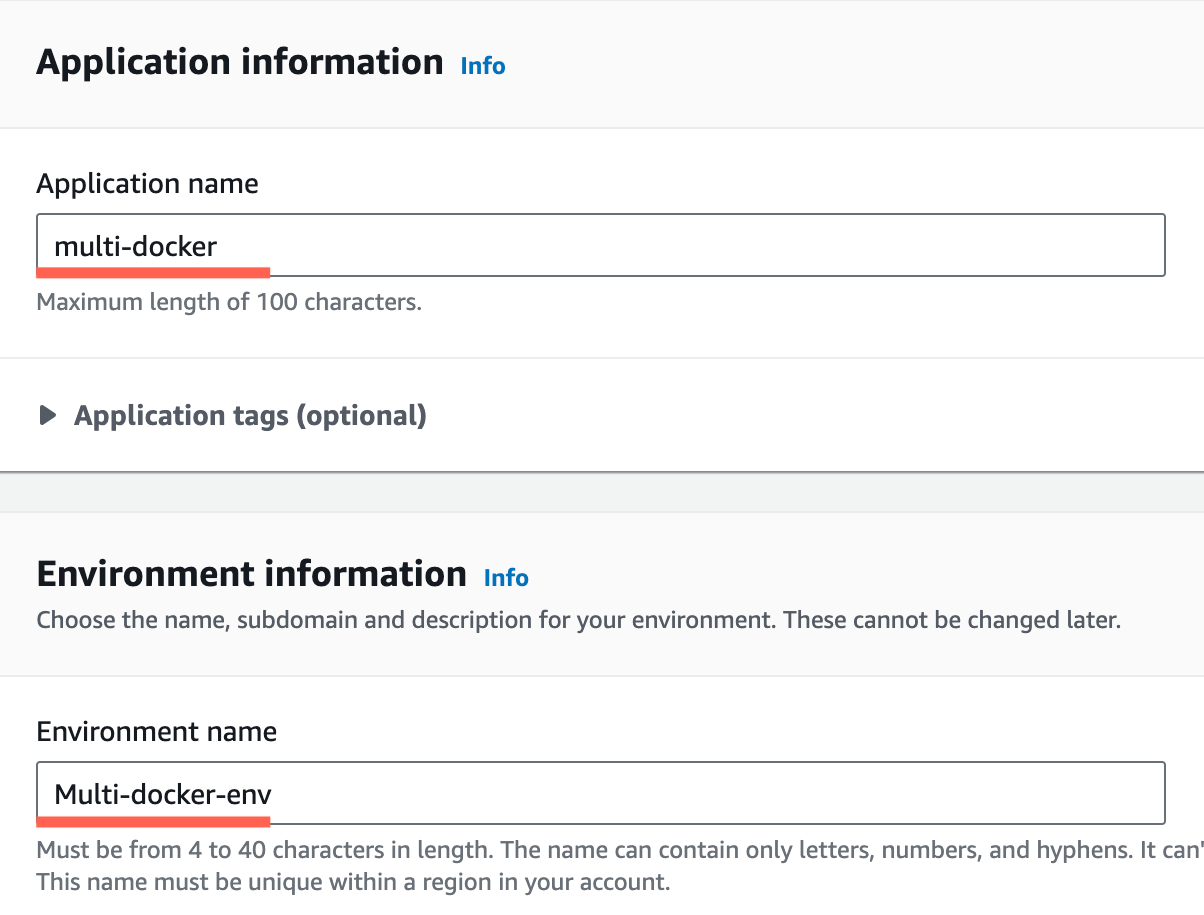 Application information Info
Application name
multi-docker
Maximum length of 100 characters.
Application tags (optional)
Environment information Info
Choose the name, subdomain and description for your environment. These cannot be changed later.
Environment name
Multi-docker-env
Must be from 4 to 40 characters in length. The name can contain only letters, numbers, and hyphens. It can'
This name must be unique within a region in your account.